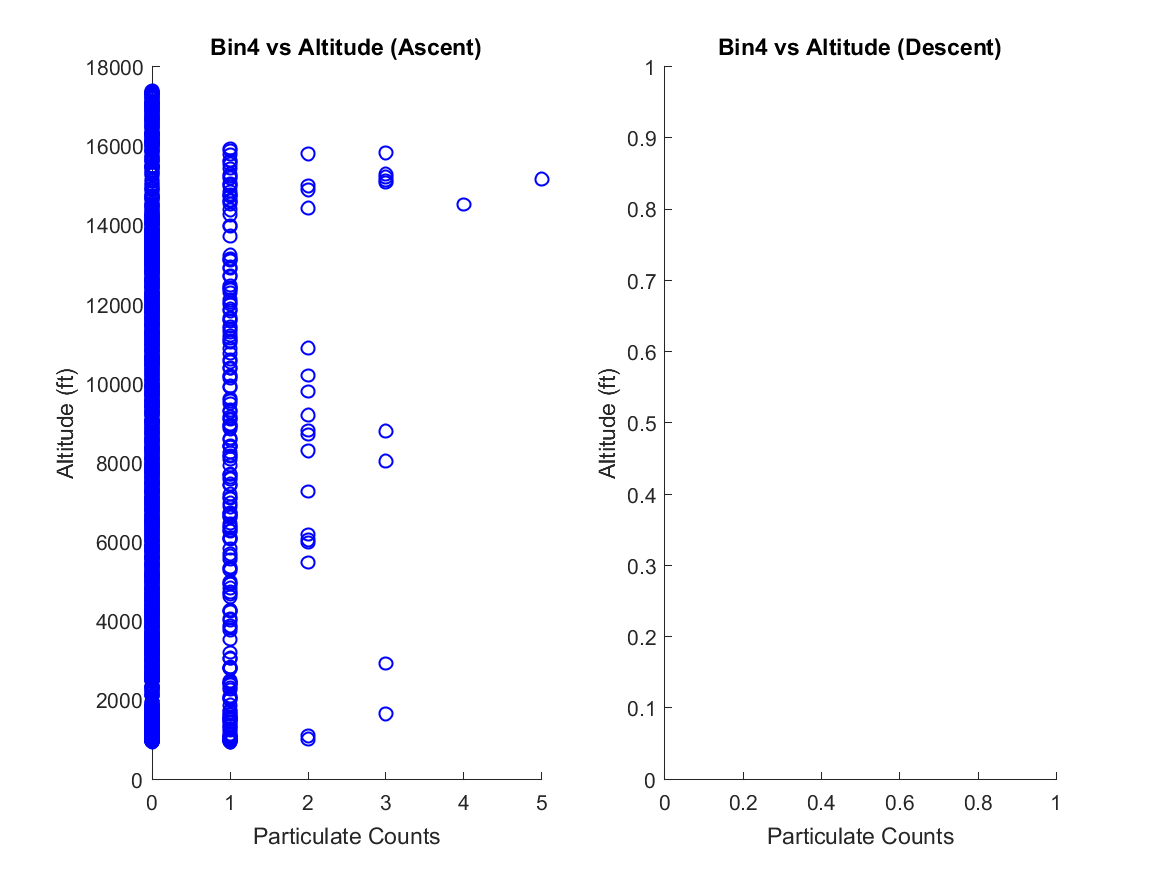 Bin4 vs Altitude (Ascent)
18000
16000
14000
12000
10000
8000
6000
4000
2000
0
Altitude (ft)
0 1 2 3 4 5
Particulate Counts
Bin4 vs Altitude (Descent)
1
0.9
0.8
0.7
0.6
0.5
0.4
0.3
0.2
0.1
0
Altitude (ft)
0 0.2 0.4 0.6 0.8 1
Particulate Counts